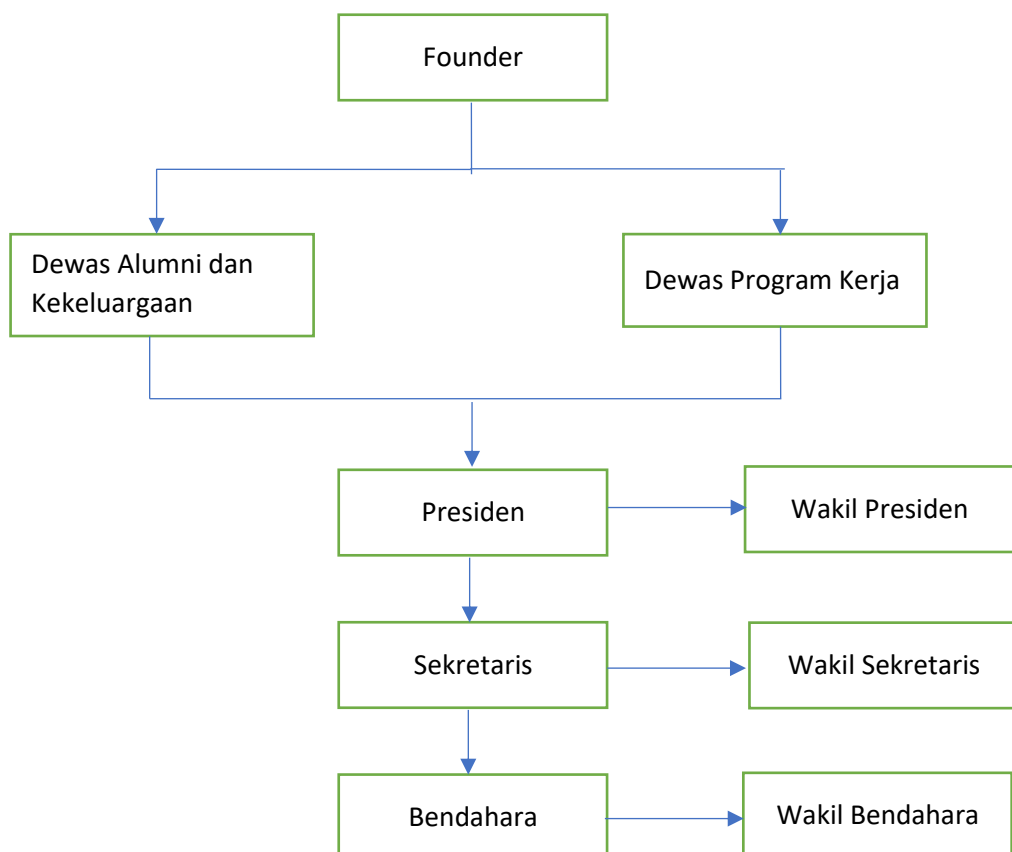 Founder
Dewas Alumni dan
Kekeluargaan
Dewas Program Kerja
Presiden
Wakil Presiden
Sekretaris
Wakil Sekretaris
Bendahara
Wakil Bendahara